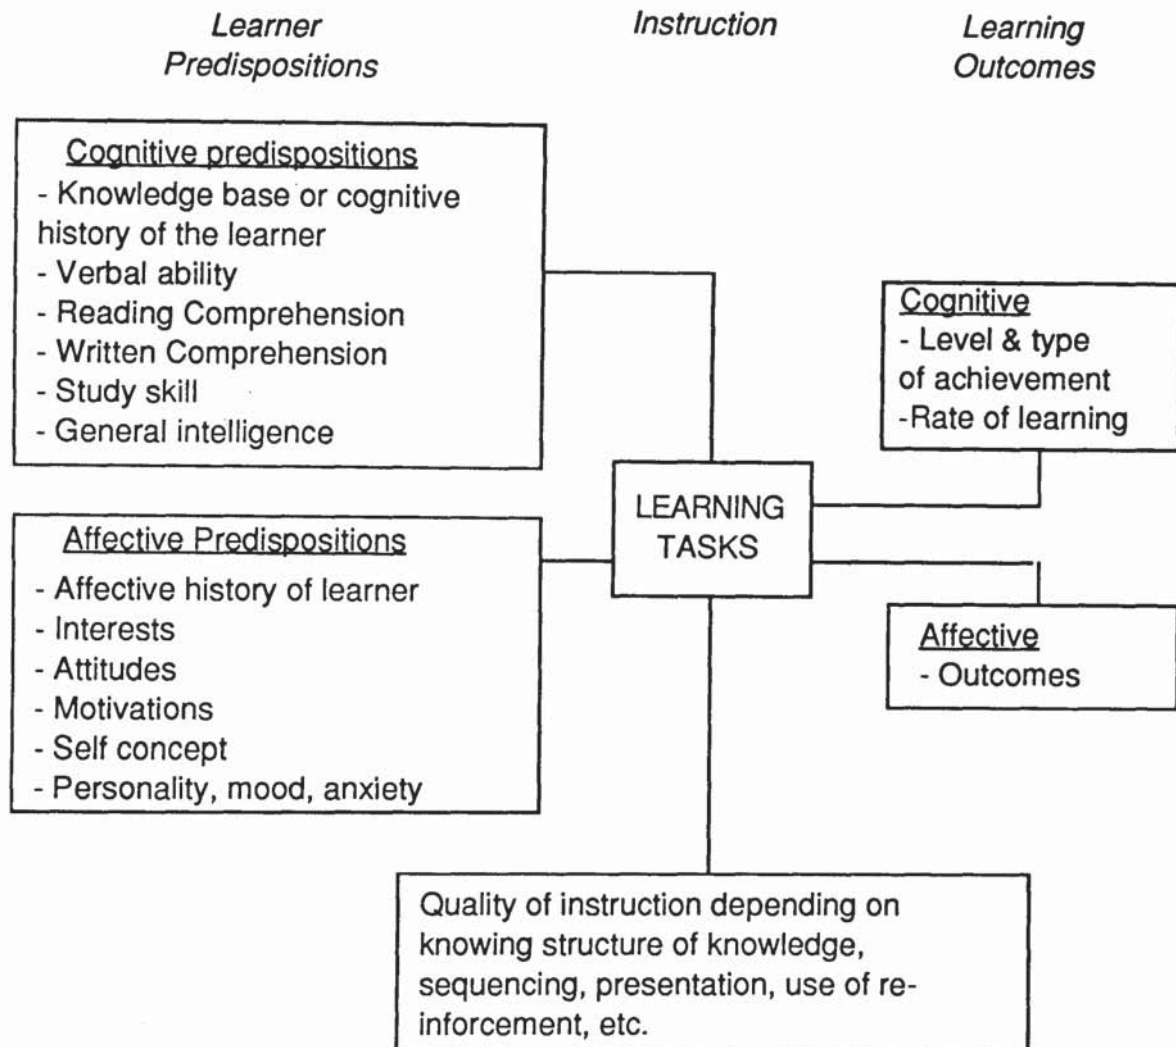 Learner
Predispositions
Instruction
Learning
Outcomes
Cognitive predispositions
- Knowledge base or cognitive
history of the learner
- Verbal ability
- Reading Comprehension
- Written Comprehension
- Study skill
- General intelligence
Cognitive
- Level & type
of achievement
-Rate of learning
LEARNING
TASKS
Affective Predispositions
- Affective history of learner
- Interests
- Attitudes
- Motivations
- Self concept
- Personality, mood, anxiety
Affective
- Outcomes
Quality of instruction depending on
knowing structure of knowledge,
sequencing, presentation, use of re-
inforcement, etc.